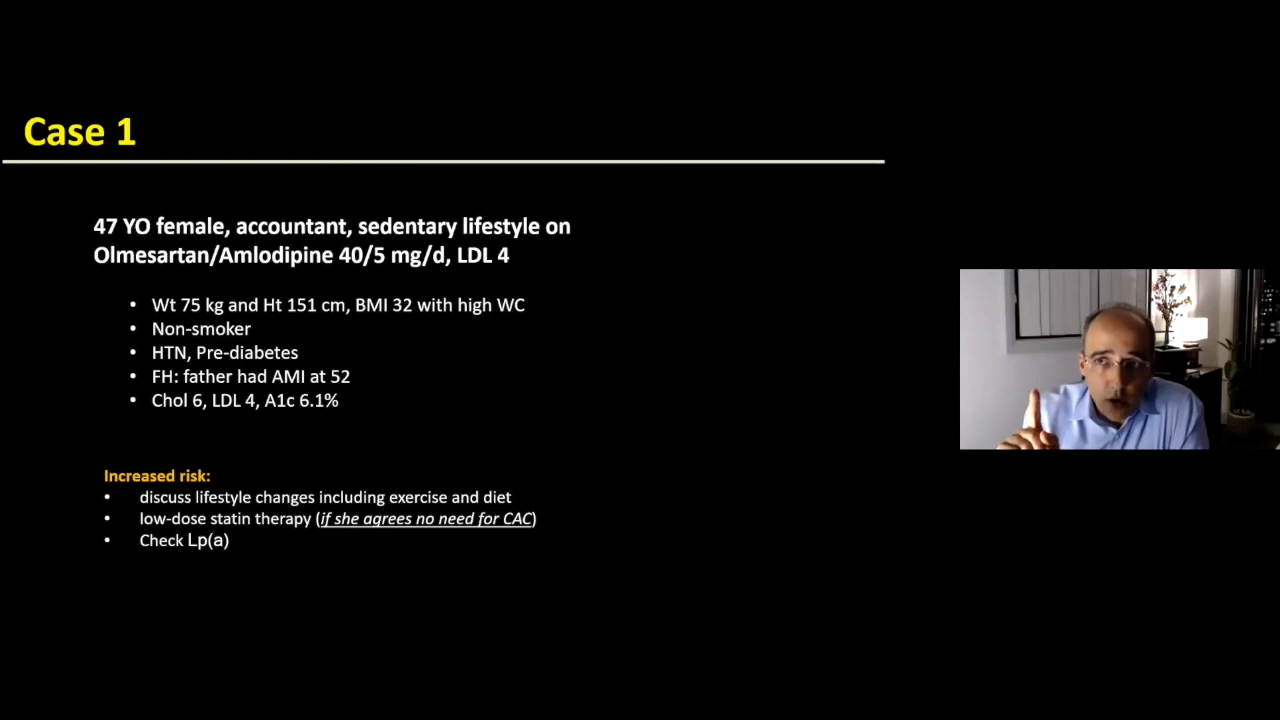 Case 1
47 YO female, accountant, sedentary lifestyle on
Olmesartan/Amlodipine 40/5 mg/d, LDL 4
• Wt 75 kg and Ht 151 cm, BMI 32 with high WC
• Non-smoker
• HTN, Pre-diabetes
• FH: father had AMI at 52
• Chol 6, LDL 4, A1c 6.1%
Increased risk:
• discuss lifestyle changes including exercise and diet
• low-dose statin therapy (if she agrees no need for CAC)
• Check Lp(a)